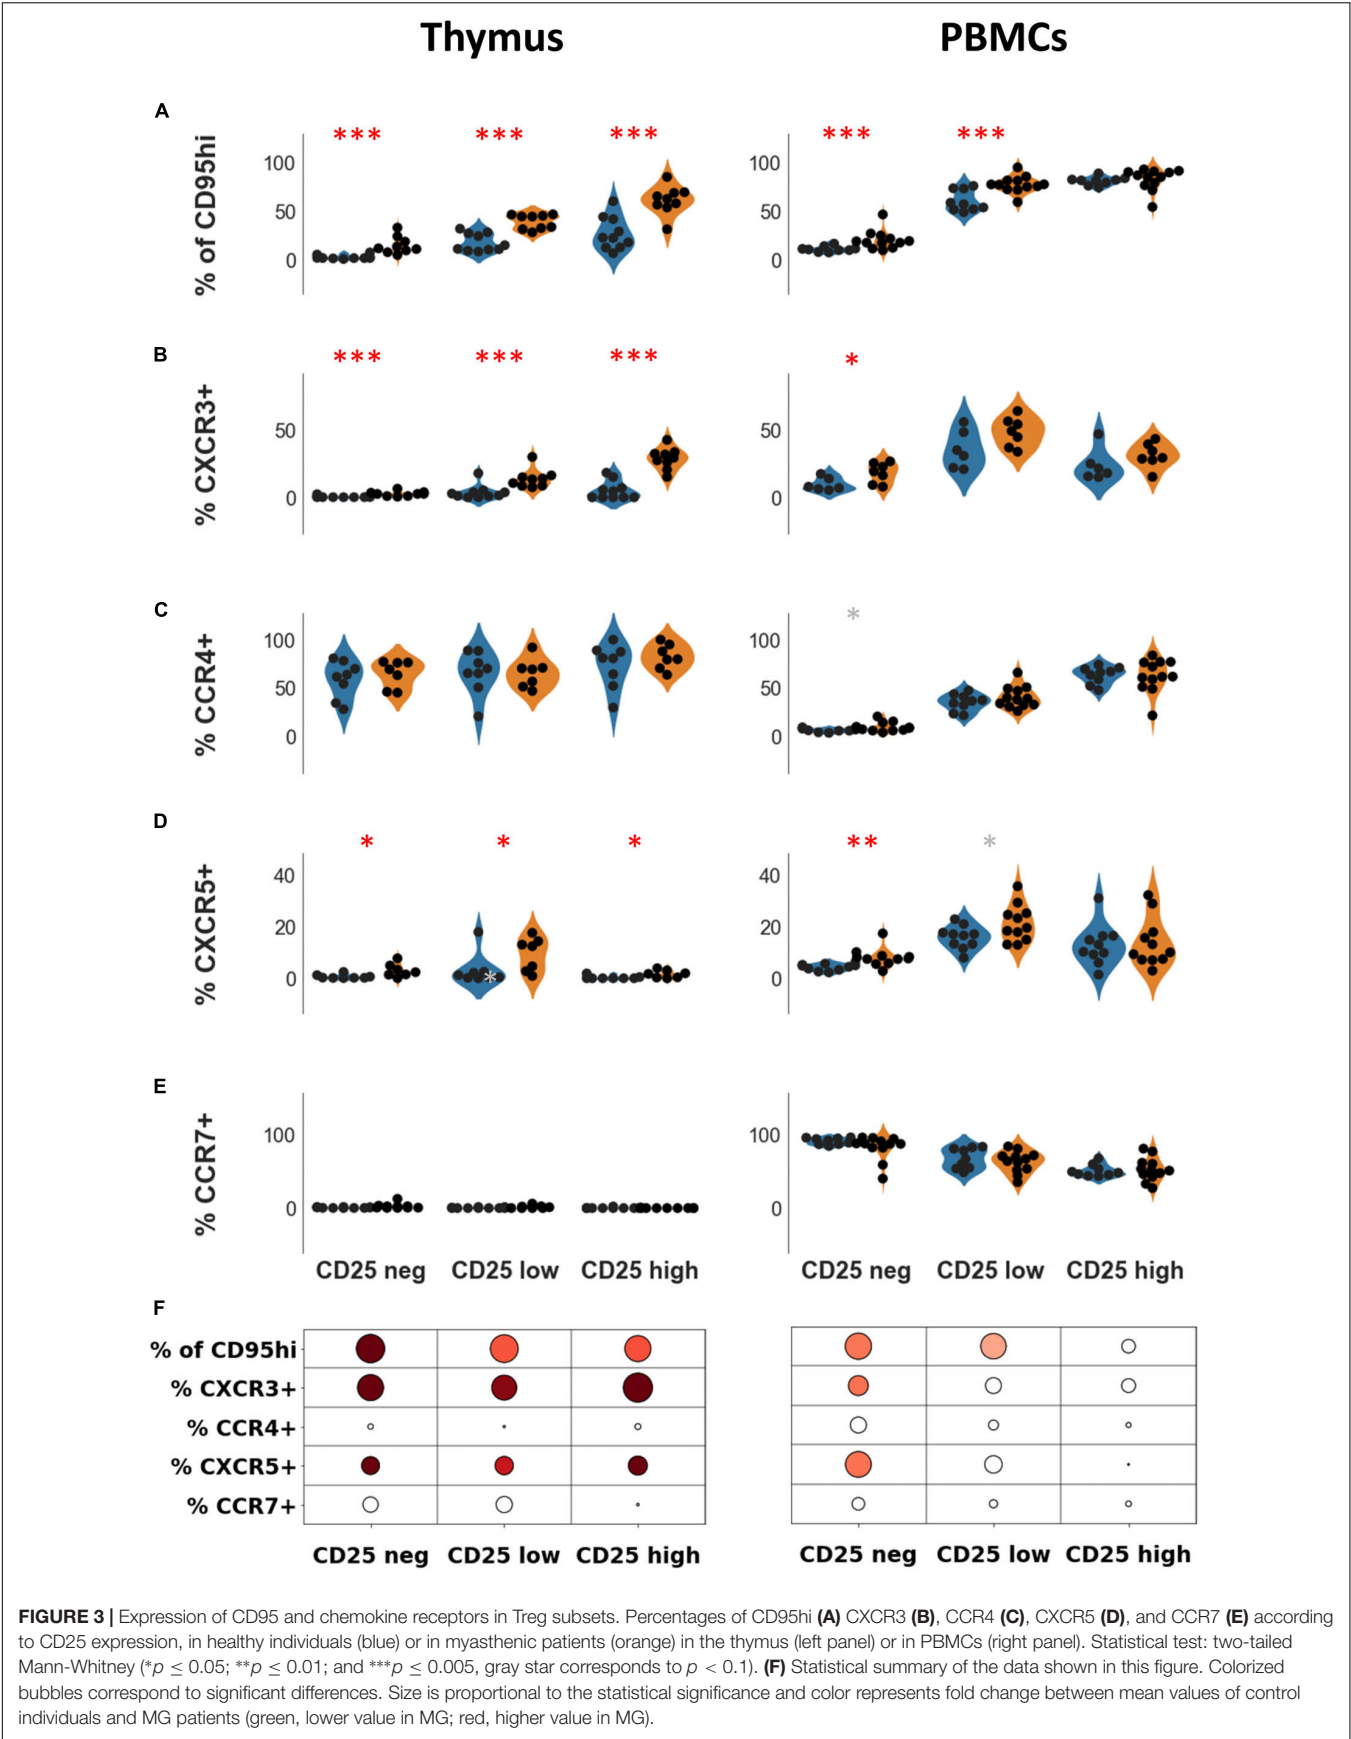 Thymus PBMCs
A
*** *** *** *** ***
% of CD95hi
100 100
50 50
0 0
B
*** *** *** *
% CXCR3+
50 50
0 0
C
*
% CCR4+
100 100
50 50
0 0
D
* * * ** *
% CXCR5+
40 40
20 20
0 * 0
E
% CCR7+
100 100
0 0
CD25 neg CD25 low CD25 high CD25 neg CD25 low CD25 high
F
% of CD95hi
% CXCR3+
% CCR4+
% CXCR5+
% CCR7+
CD25 neg CD25 low CD25 high CD25 neg CD25 low CD25 high
FIGURE 3 | Expression of CD95 and chemokine receptors in Treg subsets. Percentages of CD95hi (A) CXCR3 (B), CCR4 (C), CXCR5 (D), and CCR7 (E) according
to CD25 expression, in healthy individuals (blue) or in myasthenic patients (orange) in the thymus (left panel) or in PBMCs (right panel). Statistical test: two-tailed
Mann-Whitney (*p ≤ 0.05; **p ≤ 0.01; and ***p ≤ 0.005, gray star corresponds to p < 0.1). (F) Statistical summary of the data shown in this figure. Colorized
bubbles correspond to significant differences. Size is proportional to the statistical significance and color represents fold change between mean values of control
individuals and MG patients (green, lower value in MG; red, higher value in MG).